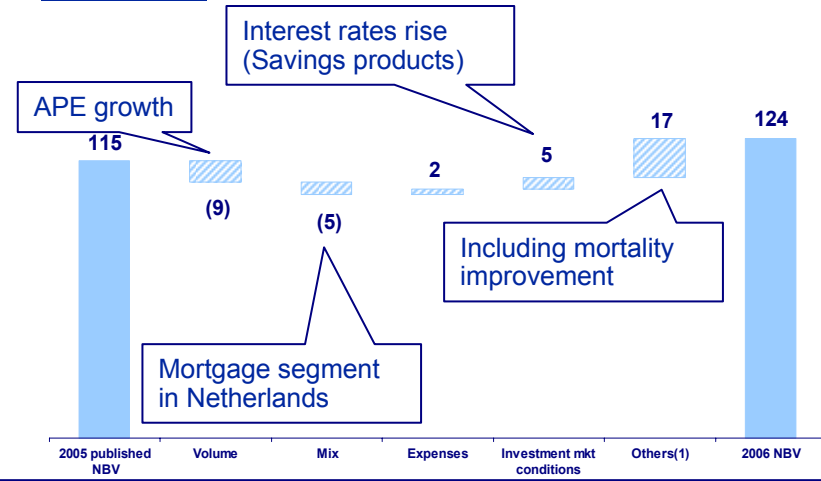 Interest rates rise
(Savings products)
APE growth
115
(9)
(5)
2
5
17
124
Including mortality
improvement
Mortgage segment
in Netherlands
2005 published
NBV
Volume
Mix
Expenses
Investment mkt
conditions
Others(1)
2006 NBV